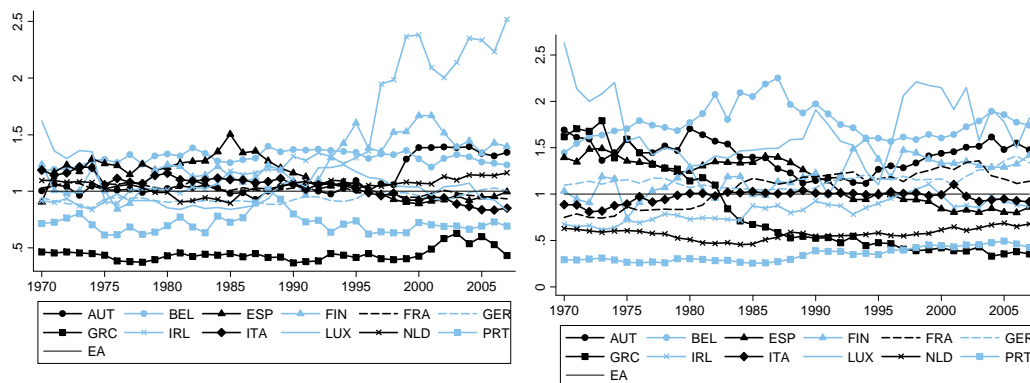 2.5
2
1.5
1
.5
1970 1975 1980 1985 1990 1995 2000 2005
AUT BEL ESP FIN FRA GER
GRC IRL ITA LUX NLD PRT
EA
2.5
2
1.5
1
.5
0
1970 1975 1980 1985 1990 1995 2000 2005
AUT BEL ESP FIN FRA GER
GRC IRL ITA LUX NLD PRT
EA